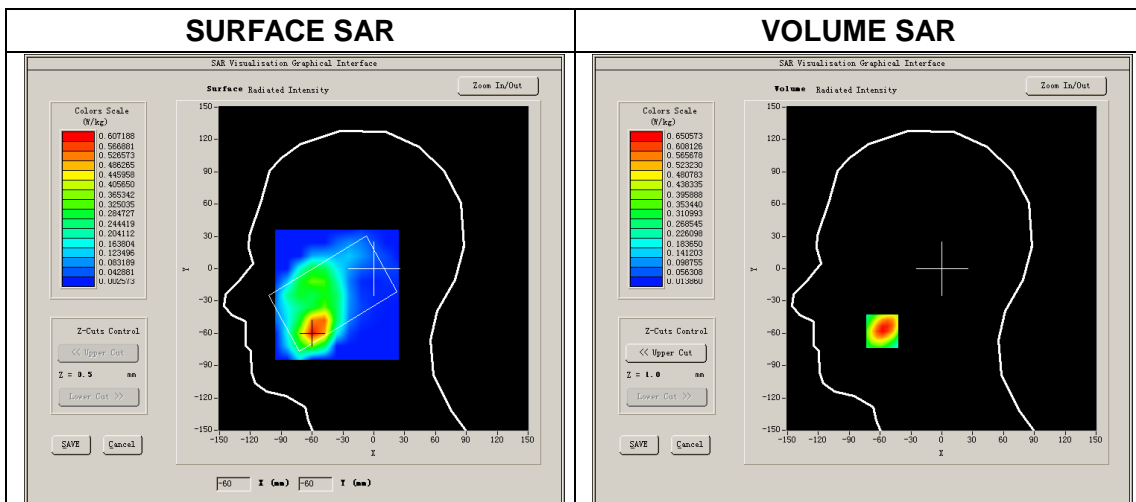 SURFACE SAR
VOLUME SAR
SAR Visualisation Graphical Interface
Surface Radiated Intensity
Zoom In/Out
Colors Scale
(W/kg)
0.607188
0.566881
0.526573
0.486265
0.445958
0.405650
0.365342
0.325035
0.284727
0.244419
0.204112
0.163804
0.123496
0.083189
0.042881
0.002573
150
120
90
60
30
0
-30
-60
-90
-120
-150
Y
-150 -120 -90 -60 -30 0 30 60 90 120 150
X
Z-Cuts Control
<< Upper Cut
Z = 0.5 mm
Lower Cut >>
SAVE
Cancel
-60 X (mm) -60 Y (mm)
SAR Visualisation Graphical Interface
Volume Radiated Intensity
Zoom In/Out
Colors Scale
(W/kg)
0.650573
0.608126
0.565678
0.523230
0.480783
0.438335
0.395888
0.353440
0.310993
0.268545
0.226098
0.183650
0.141203
0.098755
0.056308
0.013860
150
120
90
60
30
0
-30
-60
-90
-120
-150
Y
-150 -120 -90 -60 -30 0 30 60 90 120 150
X
Z-Cuts Control
<< Upper Cut
Z = 1.0 mm
Lower Cut >>
SAVE
Cancel